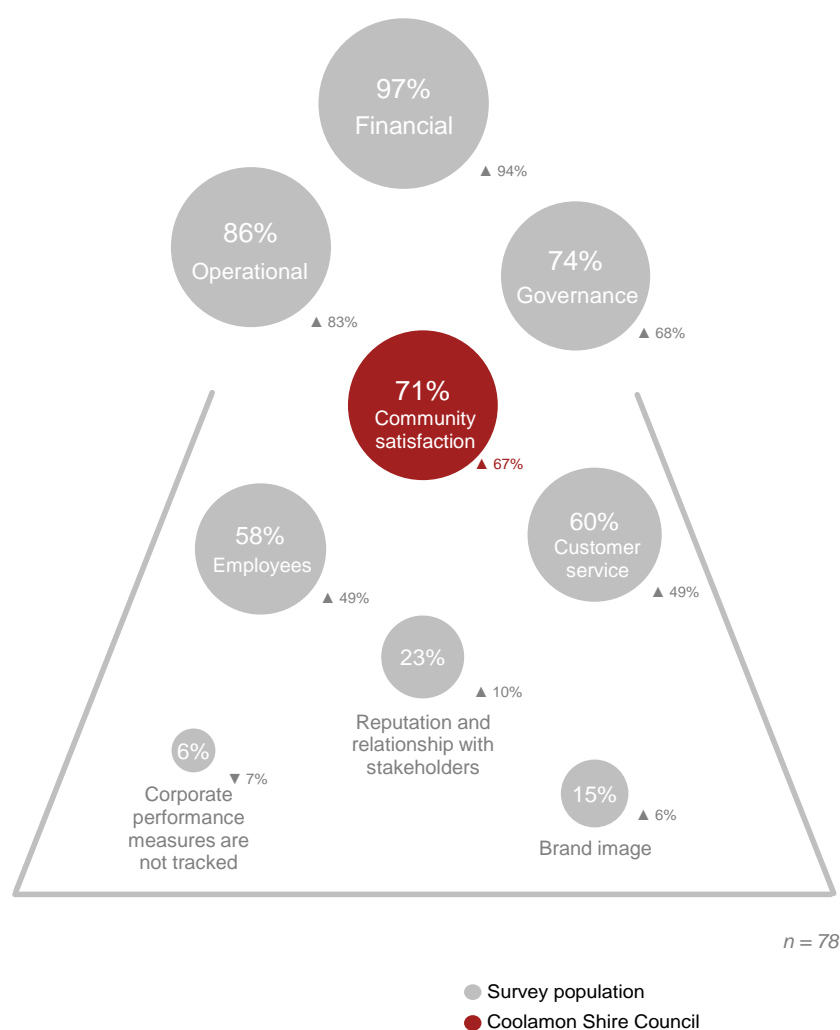 97%
Financial
▲ 94%
86%
Operational
▲ 83%
74%
Governance
▲ 68%
71%
Community
satisfaction
▲ 67%
58%
Employees
▲ 49%
60%
Customer
service
▲ 49%
23%
▲ 10%
Reputation and
relationship with
stakeholders
6%
▼ 7%
Corporate
performance
measures are
not tracked
15%
▲ 6%
Brand image
n = 78
Survey population
Coolamon Shire Council